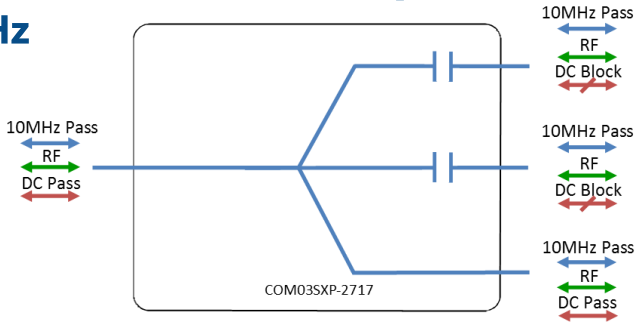 Hz
10MHz Pass
RF
DC Block
10MHz Pass
RF
DC Pass
10MHz Pass
RF
DC Block
10MHz Pass
RF
DC Pass
COM03SXP-2717